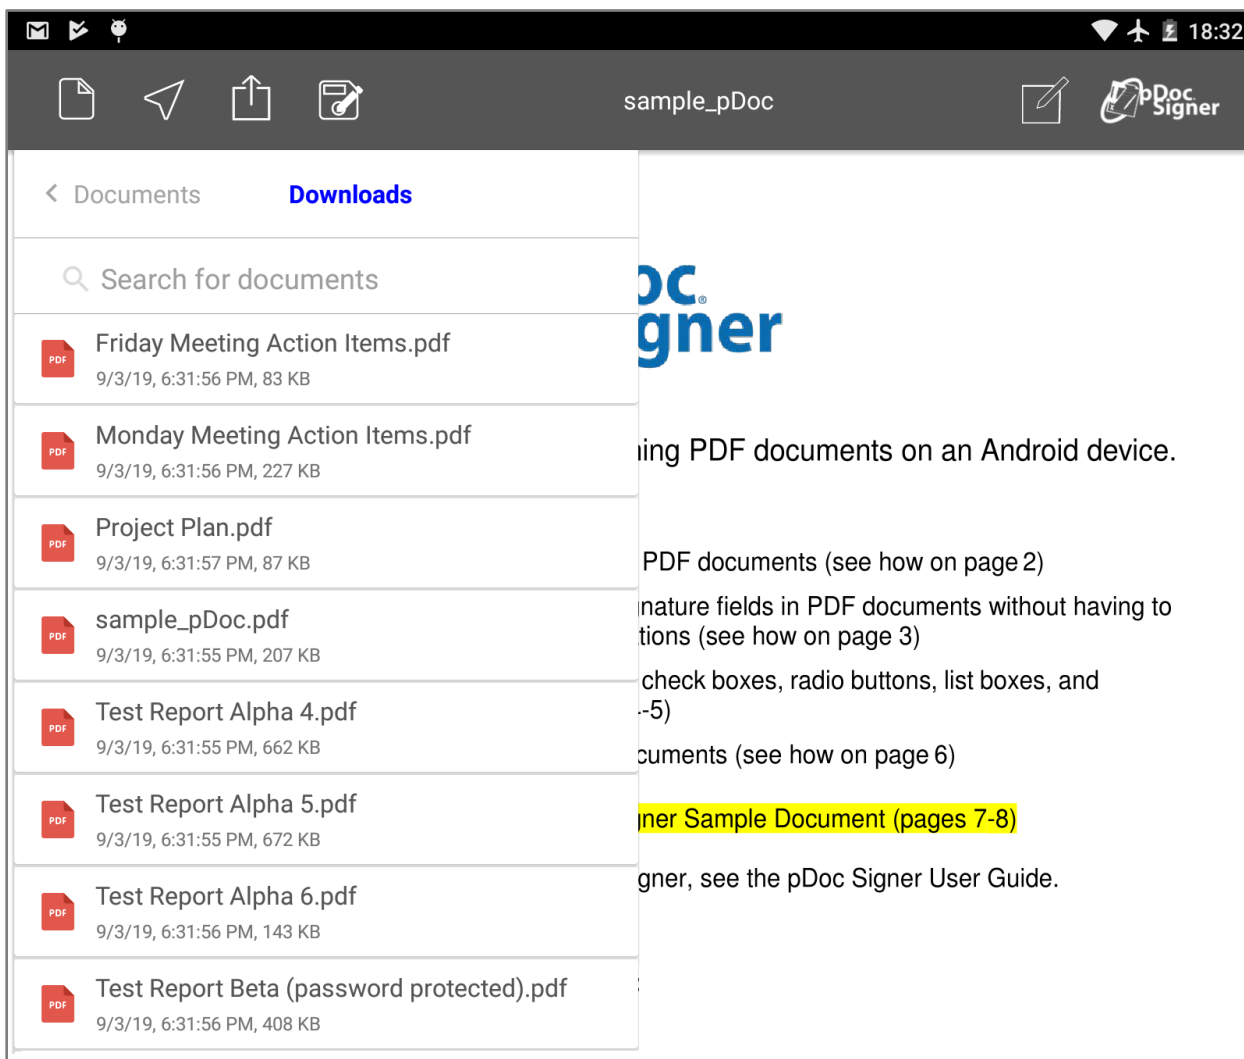 18:32
sample_pDoc
pDoc
Signer
Documents
Downloads
Search for documents
Friday Meeting Action Items.pdf
9/3/19, 6:31:56 PM, 83 KB
Monday Meeting Action Items.pdf
9/3/19, 6:31:56 PM, 227 KB
Project Plan.pdf
9/3/19, 6:31:57 PM, 87 KB
sample_pDoc.pdf
9/3/19, 6:31:55 PM, 207 KB
Test Report Alpha 4.pdf
9/3/19, 6:31:55 PM, 662 KB
Test Report Alpha 5.pdf
9/3/19, 6:31:55 PM, 672 KB
Test Report Alpha 6.pdf
9/3/19, 6:31:56 PM, 143 KB
Test Report Beta (password protected).pdf
9/3/19, 6:31:56 PM, 408 KB
PDF
PDF
PDF
PDF
PDF
PDF
PDF
PDF
oc®
gner
ing PDF documents on an Android device.
PDF documents (see how on page 2)
nature fields in PDF documents without having to
tions (see how on page 3)
check boxes, radio buttons, list boxes, and
-5)
cuments (see how on page 6)
gner Sample Document (pages 7-8)
gner, see the pDoc Signer User Guide.